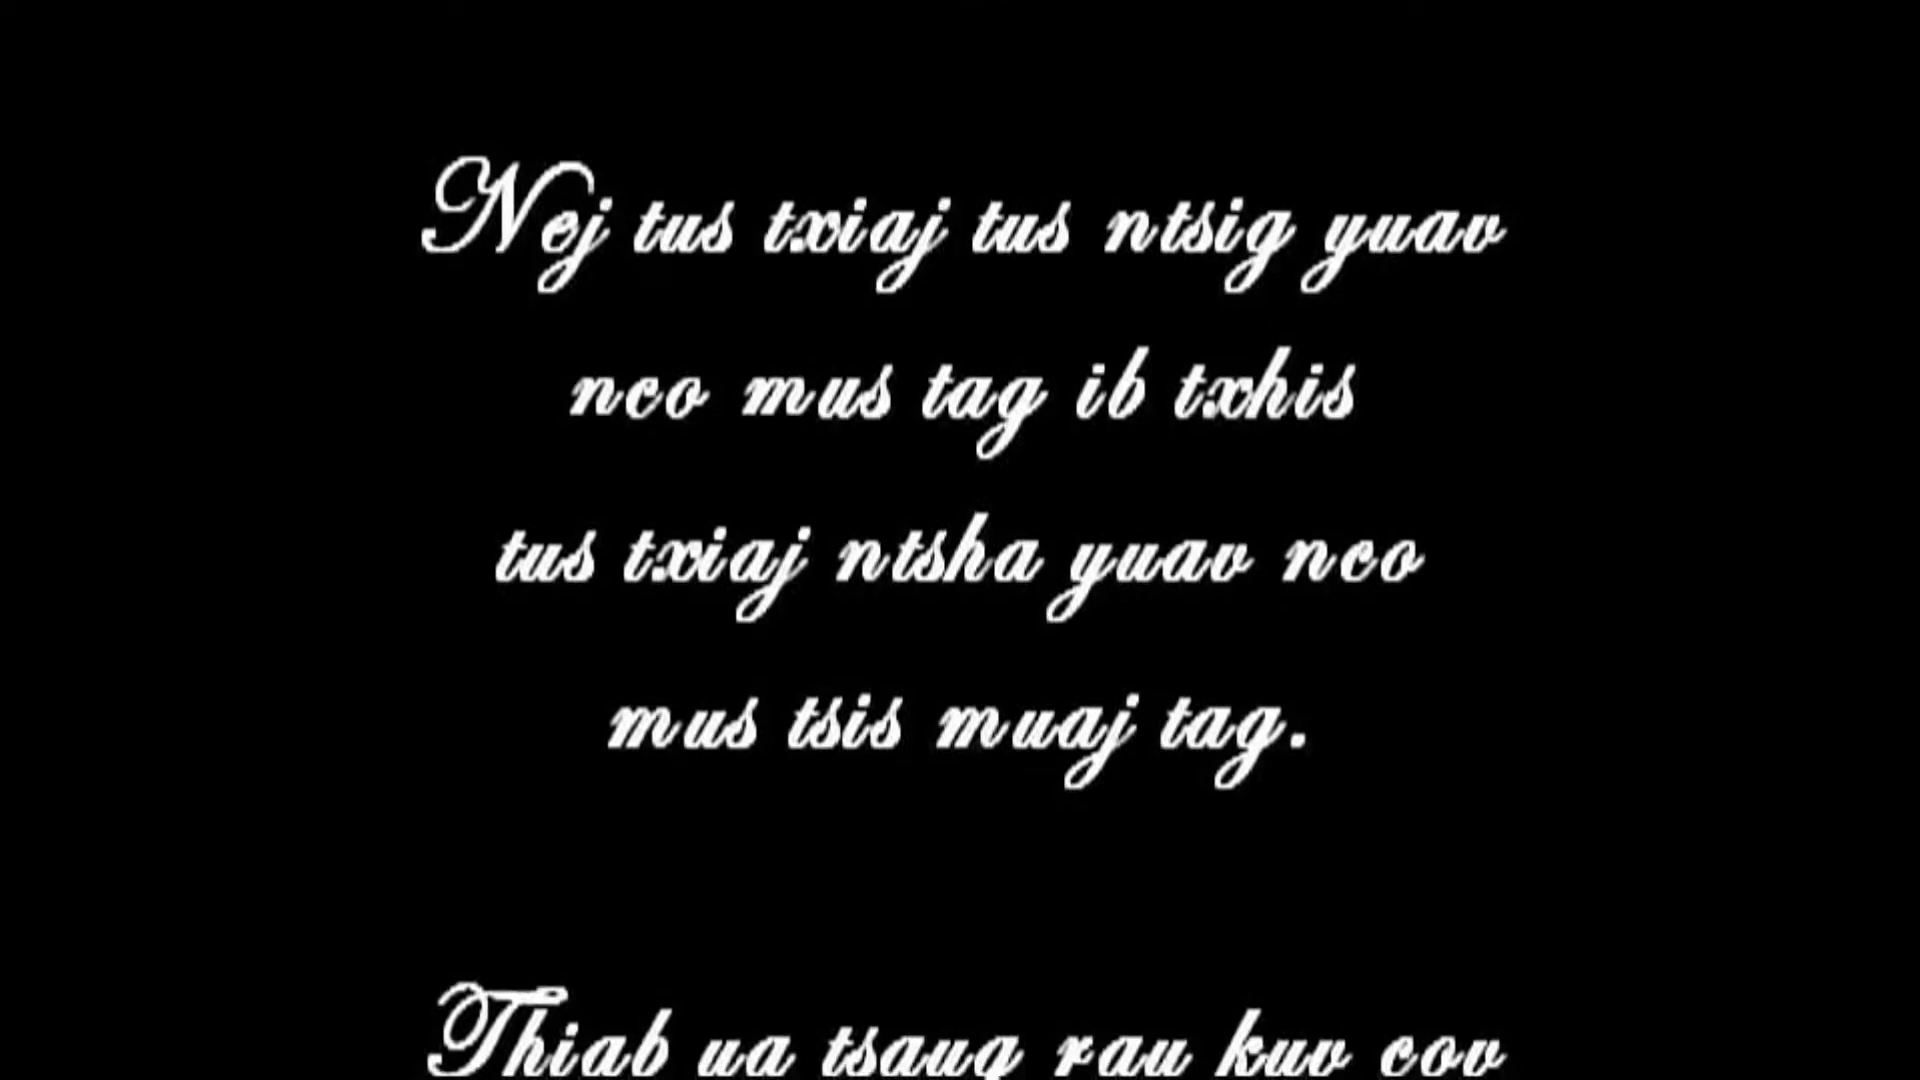 Nej tus txiaj tus ntsig yuav
nco mus tag ib txhis
tus txiaj ntsha yuav nco
mus tsis muaj tag.
Thiab ua tsaug rau kuv cov